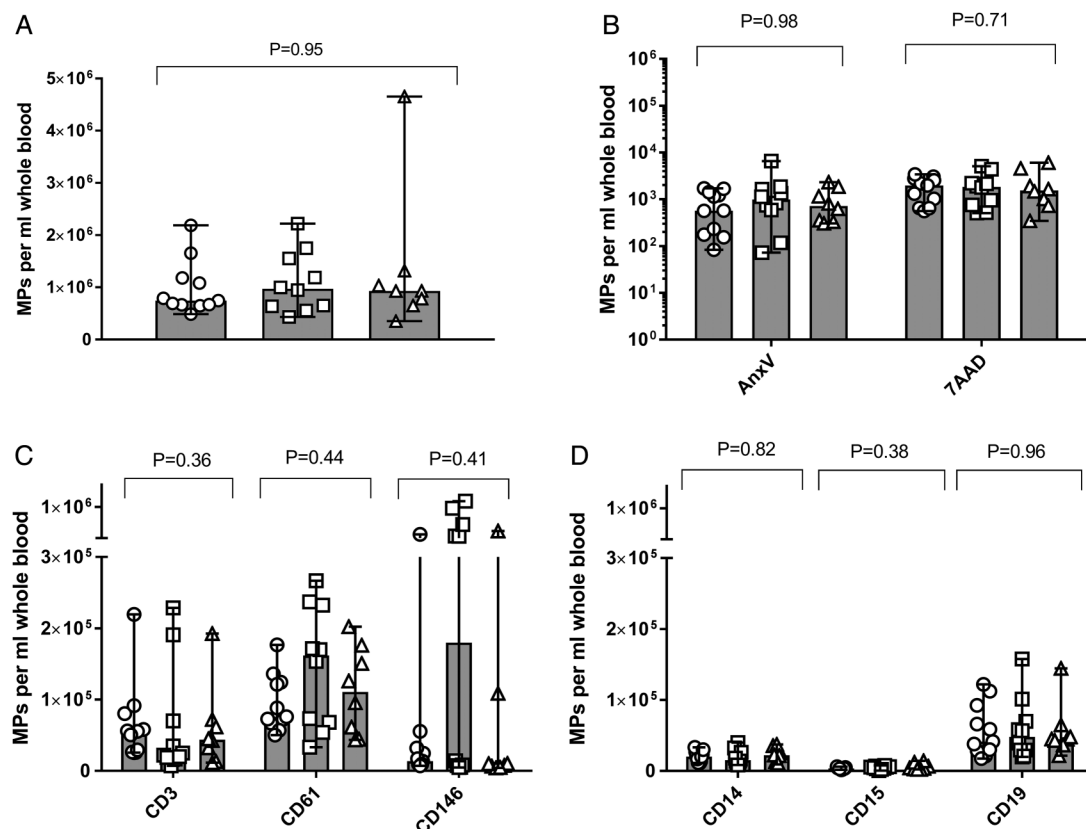 A
P=0.95
MPs per ml whole blood
5×10⁶
4×10⁶
3×10⁶
2×10⁶
1×10⁶
0
B
P=0.98
P=0.71
MPs per ml whole blood
10⁶
10⁵
10⁴
10³
10²
10¹
10⁰
AnxV
7AAD
C
P=0.36
P=0.44
P=0.41
MPs per ml whole blood
1×10⁶
3×10⁵
2×10⁵
1×10⁵
0
CD3
CD61
CD146
D
P=0.82
P=0.38
P=0.96
MPs per ml whole blood
1×10⁶
3×10⁵
2×10⁵
1×10⁵
0
CD14
CD15
CD19